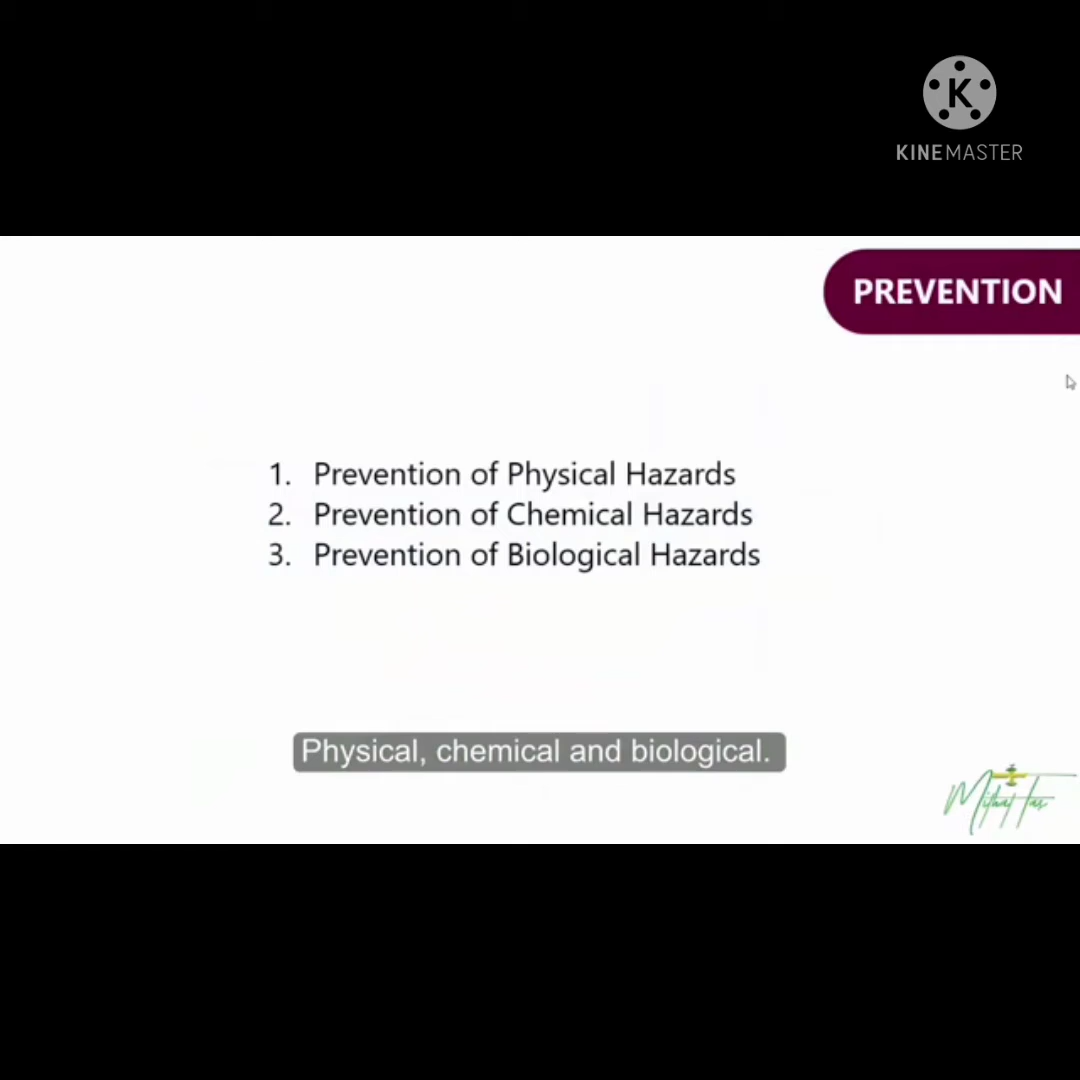 K
KINEMASTER
PREVENTION
1. Prevention of Physical Hazards
2. Prevention of Chemical Hazards
3. Prevention of Biological Hazards
Physical, chemical and biological.